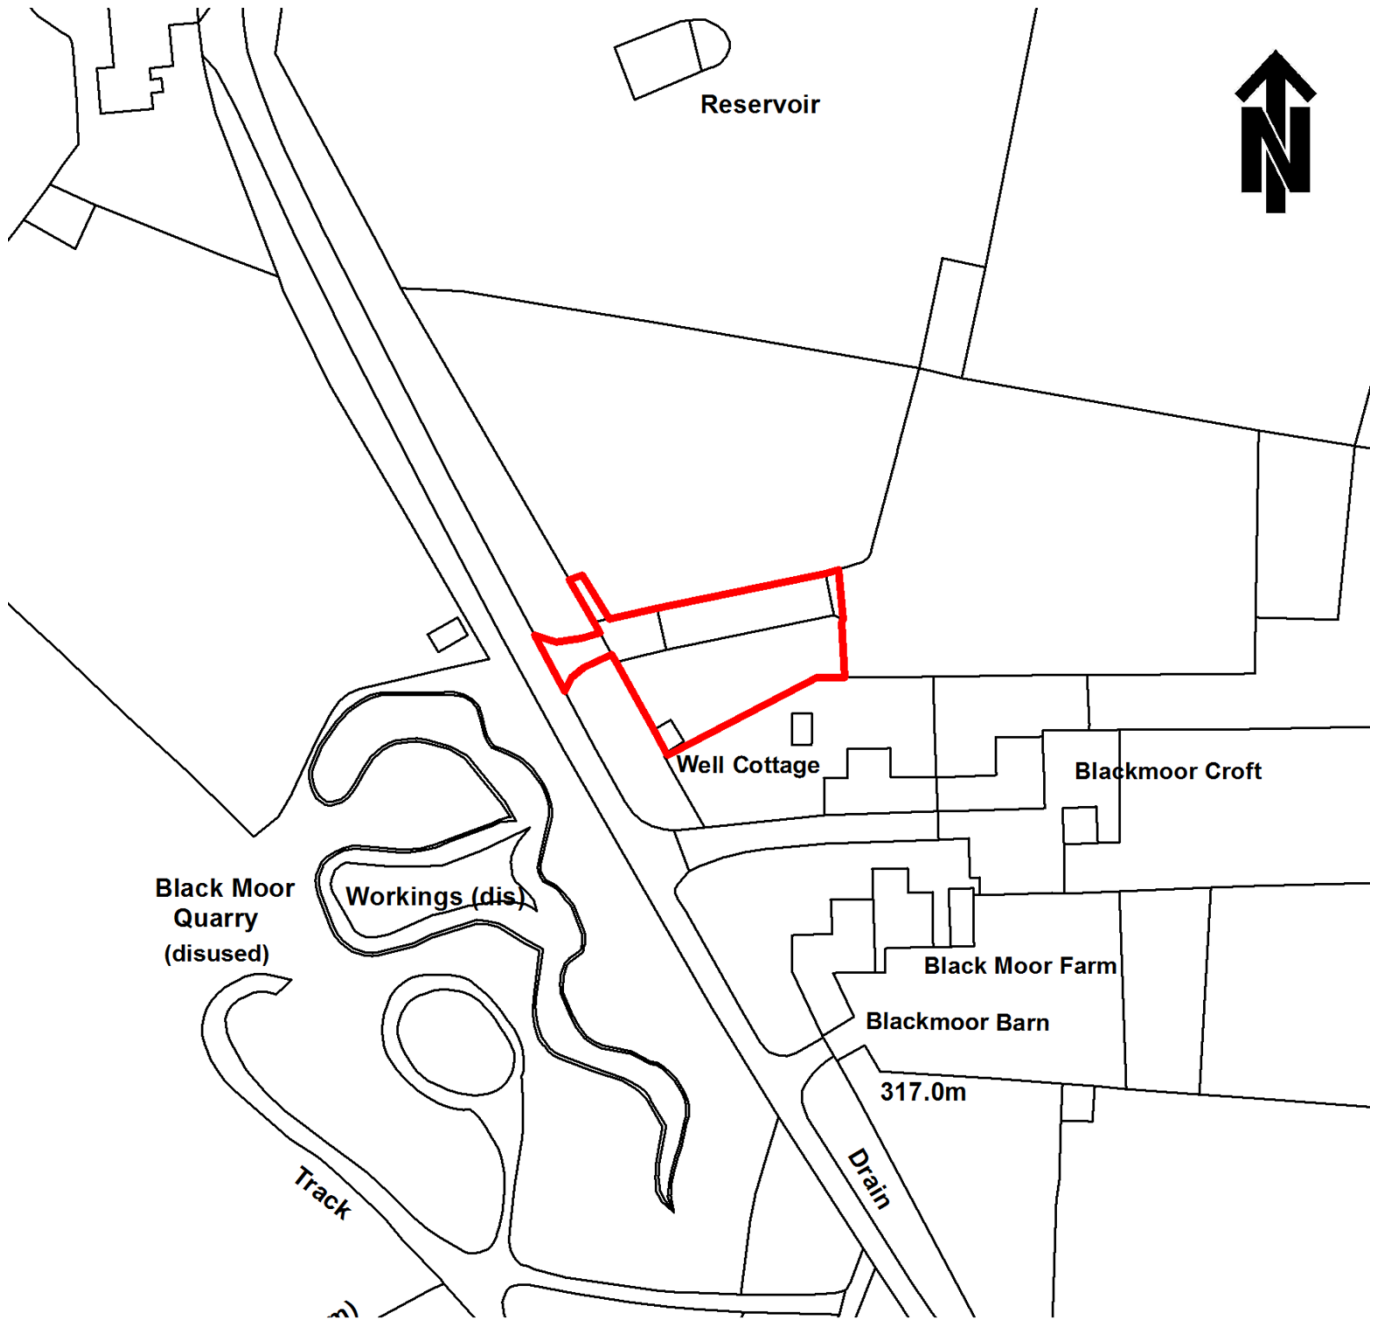 Reservoir
N
Well Cottage
Blackmoor Croft
Black Moor
Quarry
(disused)
Workings (dis)
Black Moor Farm
Blackmoor Barn
317.0m
Drain
Track